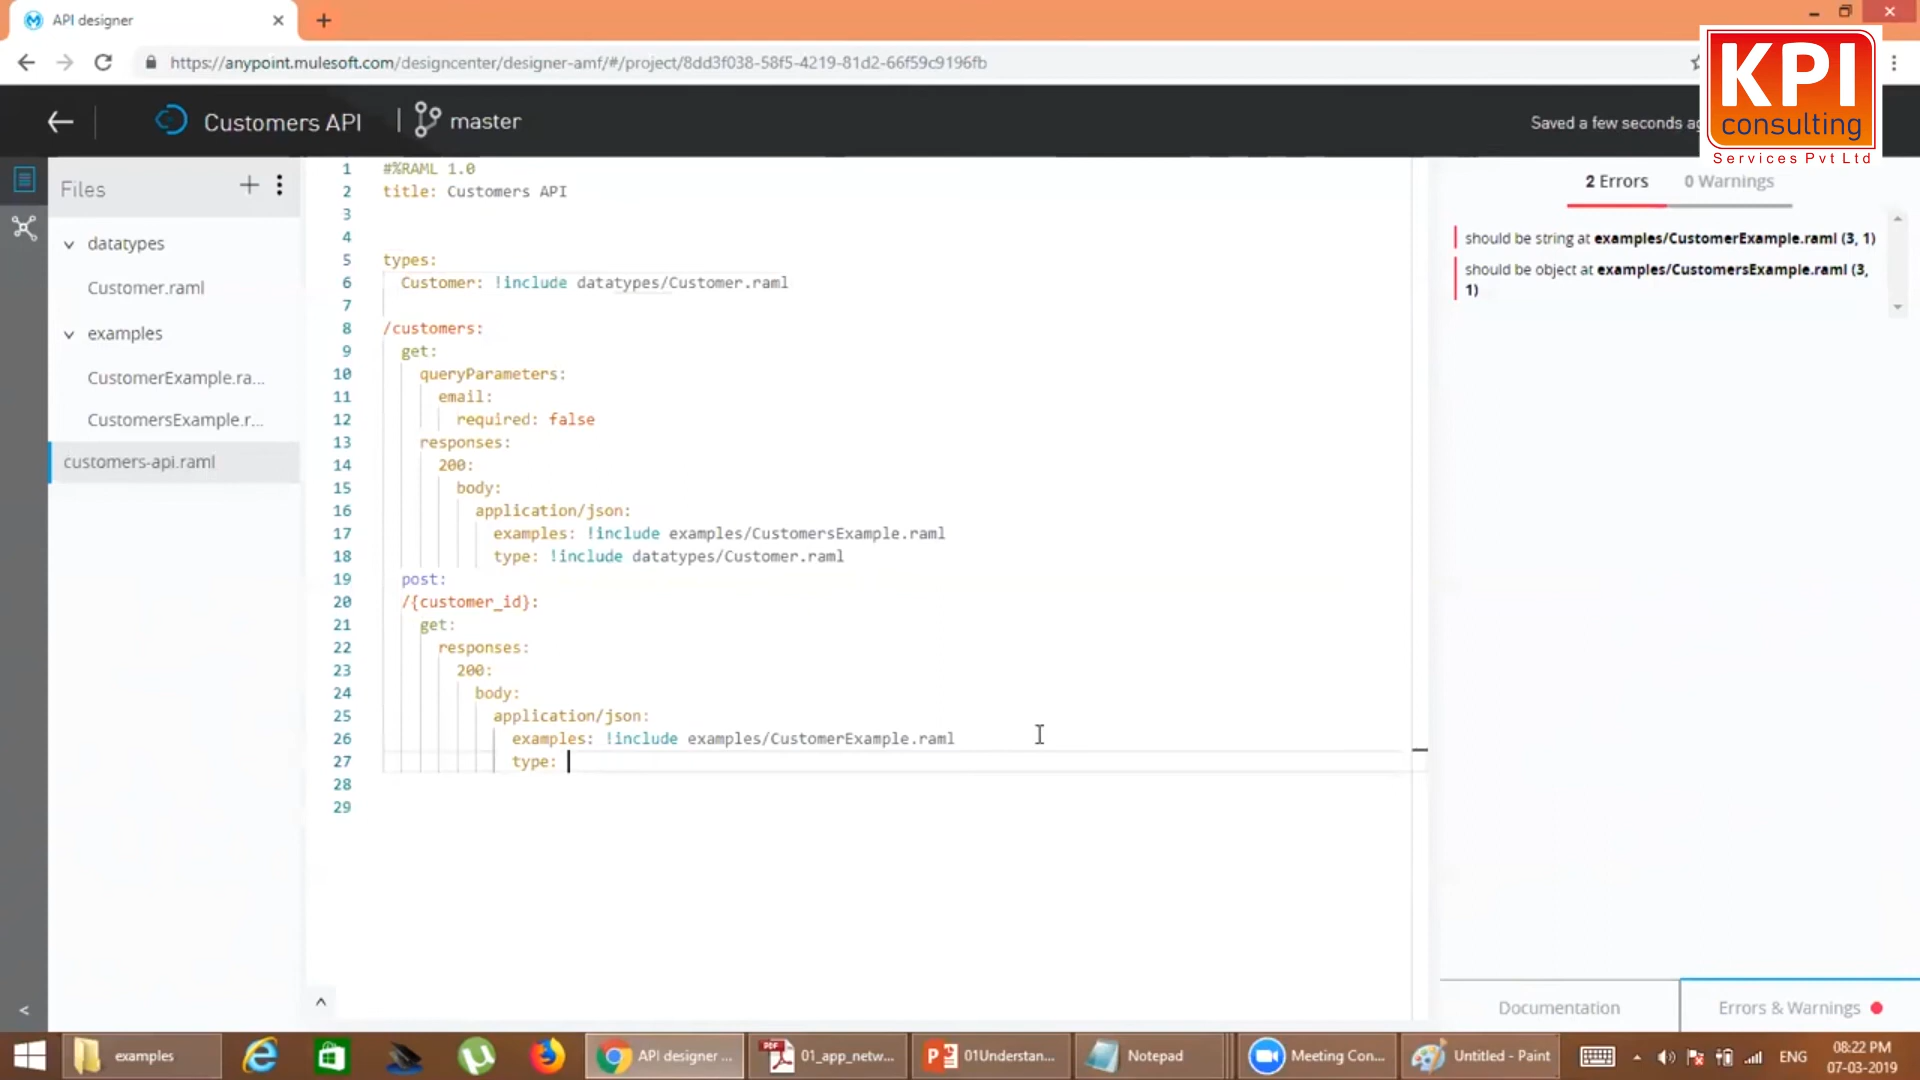 API designer
https://anypoint.mulesoft.com/designcenter/designer-amf/#/project/8dd3f038-58f5-4219-81d2-66f59c9196fb
KPI
consulting
Services Pvt Ltd
Customers API
master
Saved a few seconds
Files
datatypes
Customer.raml
examples
CustomerExample.ra...
CustomersExample.r...
customers-api.raml
1 #%RAML 1.0
2 title: Customers API
3
4
5 types:
6 Customer: !include datatypes/Customer.raml
7
8 /customers:
9 get:
10 queryParameters:
11 email:
12 required: false
13 responses:
14 200:
15 body:
16 application/json:
17 examples: !include examples/CustomersExample.raml
18 type: !include datatypes/Customer.raml
19 post:
20 /{customer_id}:
21 get:
22 responses:
23 200:
24 body:
25 application/json:
26 examples: !include examples/CustomerExample.raml
27 type:
28
29
2 Errors 0 Warnings
should be string at examples/CustomerExample.raml (3, 1)
should be object at examples/CustomersExample.raml (3,
1)
Documentation
Errors & Warnings
examples
API designer ...
01_app_netw...
01Understan...
Notepad
Meeting Con...
Untitled - Paint
ENG
08:22 PM
07-03-2019